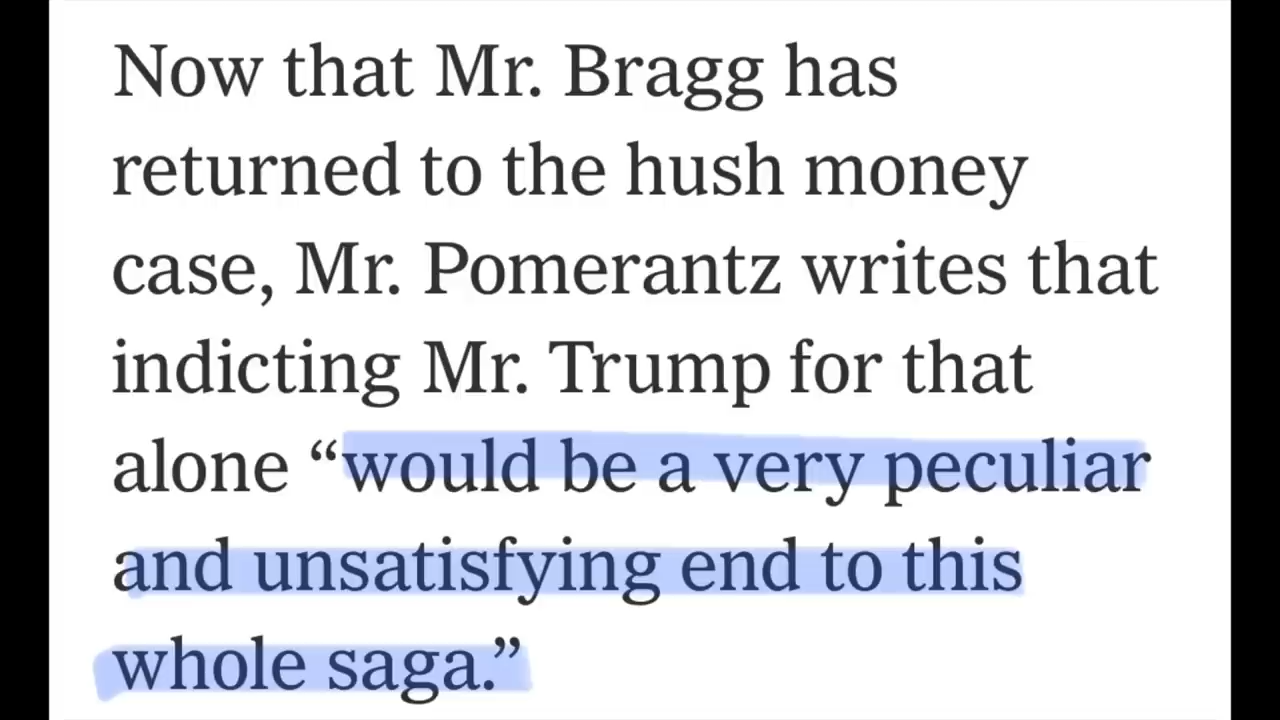 Now that Mr. Bragg has
returned to the hush money
case, Mr. Pomerantz writes that
indicting Mr. Trump for that
alone “would be a very peculiar
and unsatisfying end to this
whole saga.”